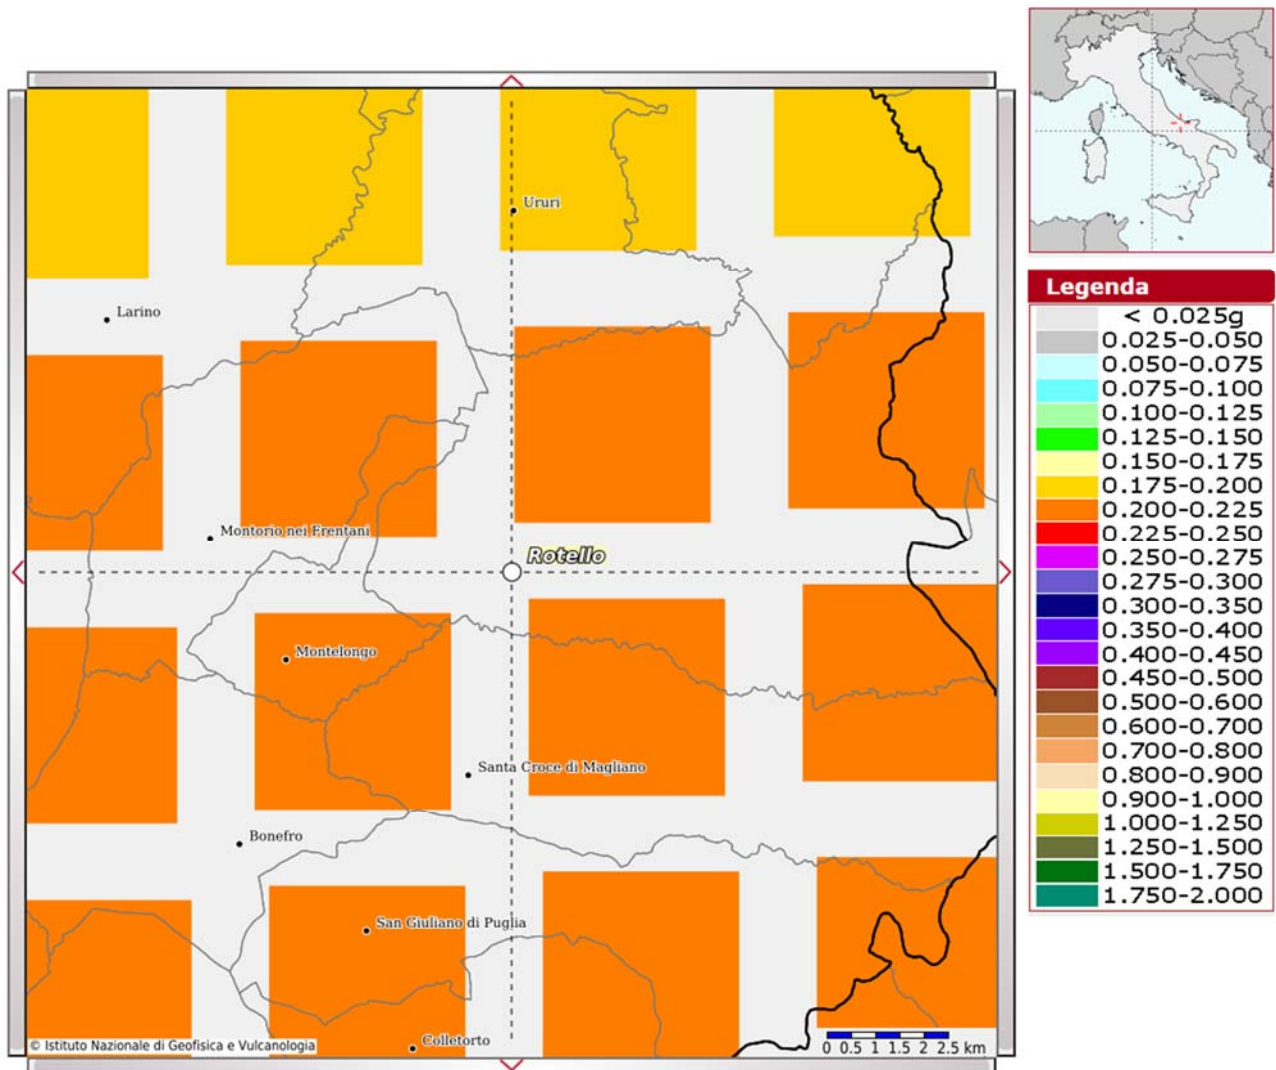 Ururi
Larino
Montorio nei Frentani
Rotello
Montelongo
Santa Croce di Magliano
Bonefro
San Giuliano di Puglia
Colletorto
© Istituto Nazionale di Geofisica e Vulcanologia
0 0.5 1 1.5 2 2.5 km
Legenda
< 0.025g
0.025-0.050
0.050-0.075
0.075-0.100
0.100-0.125
0.125-0.150
0.150-0.175
0.175-0.200
0.200-0.225
0.225-0.250
0.250-0.275
0.275-0.300
0.300-0.350
0.350-0.400
0.400-0.450
0.450-0.500
0.500-0.600
0.600-0.700
0.700-0.800
0.800-0.900
0.900-1.000
1.000-1.250
1.250-1.500
1.500-1.750
1.750-2.000